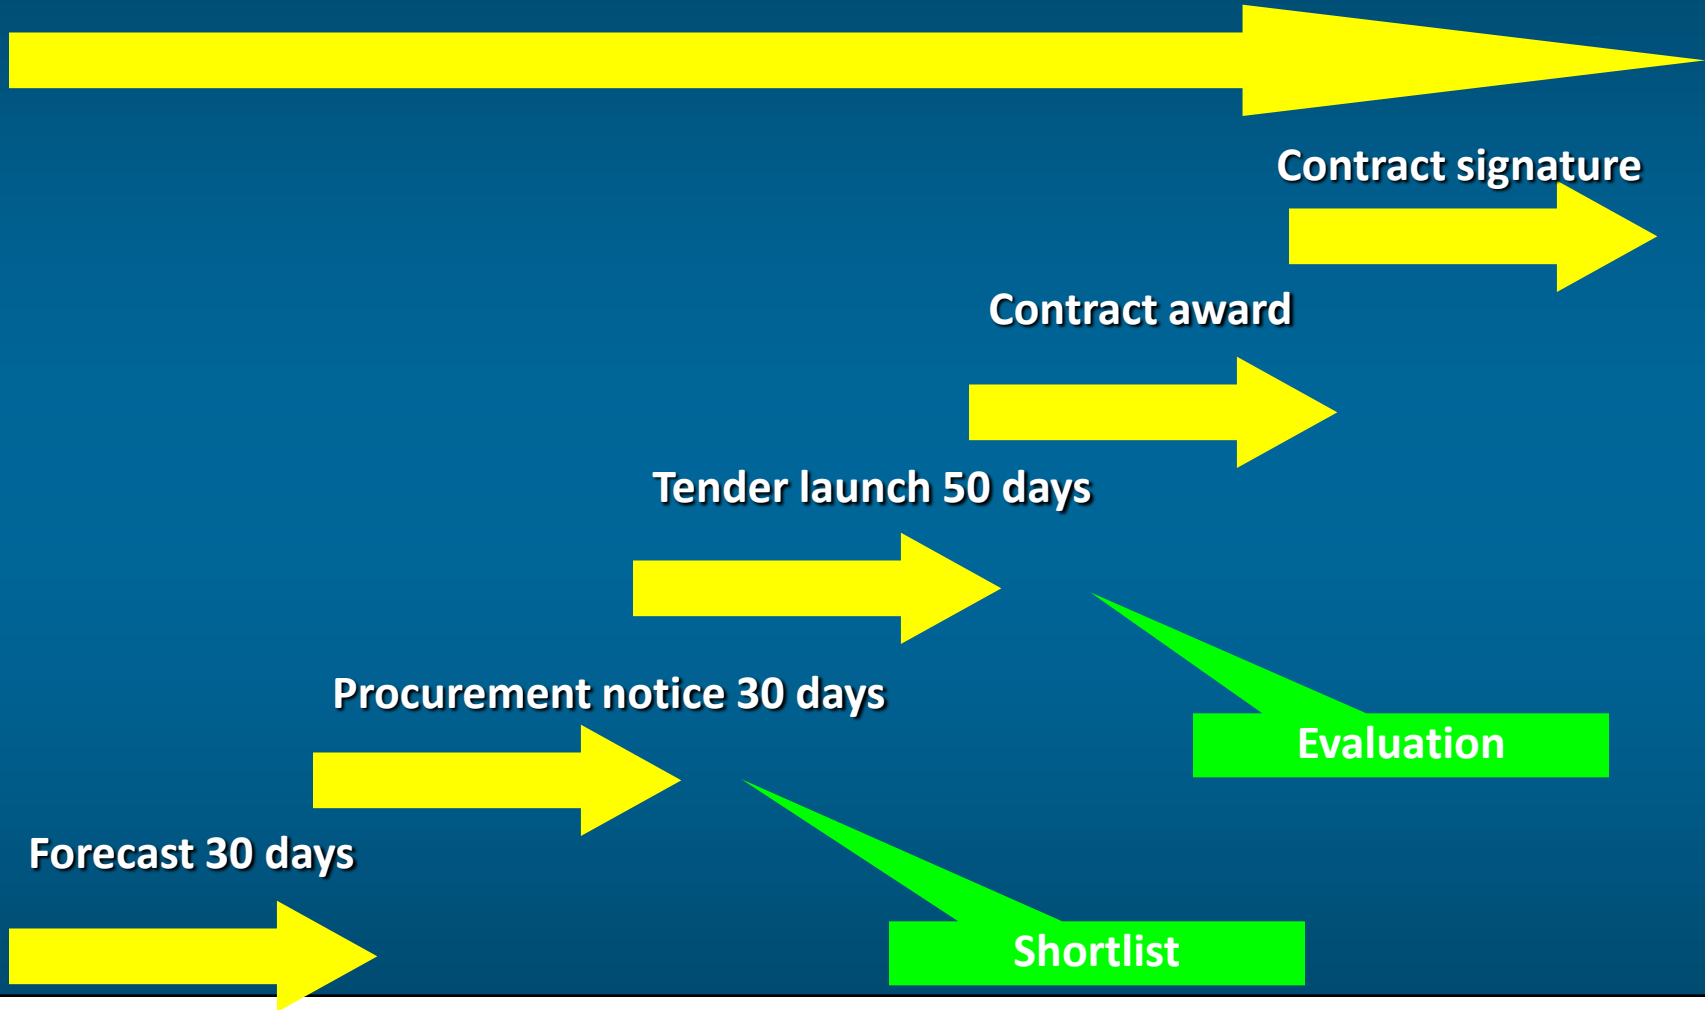 Contract signature
Contract award
Tender launch 50 days
Procurement notice 30 days
Evaluation
Forecast 30 days
Shortlist